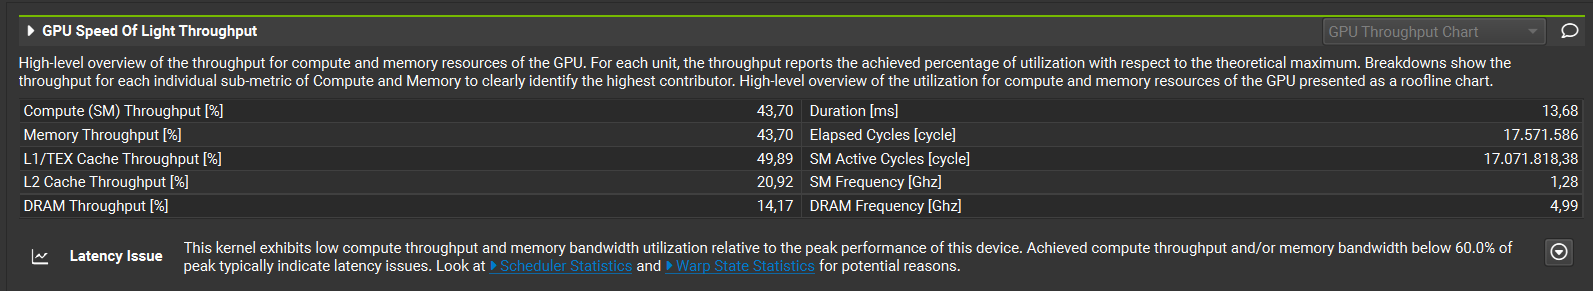 GPU Speed Of Light Throughput
GPU Throughput Chart
High-level overview of the throughput for compute and memory resources of the GPU. For each unit, the throughput reports the achieved percentage of utilization with respect to the theoretical maximum. Breakdowns show the
throughput for each individual sub-metric of Compute and Memory to clearly identify the highest contributor. High-level overview of the utilization for compute and memory resources of the GPU presented as a roofline chart.
Compute (SM) Throughput [%] 43,70 Duration [ms] 13,68
Memory Throughput [%] 43,70 Elapsed Cycles [cycle] 17.571.586
L1/TEX Cache Throughput [%] 49,89 SM Active Cycles [cycle] 17.071.818,38
L2 Cache Throughput [%] 20,92 SM Frequency [Ghz] 1,28
DRAM Throughput [%] 14,17 DRAM Frequency [Ghz] 4,99
Latency Issue
This kernel exhibits low compute throughput and memory bandwidth utilization relative to the peak performance of this device. Achieved compute throughput and/or memory bandwidth below 60.0% of
peak typically indicate latency issues. Look at Scheduler Statistics and Warp State Statistics for potential reasons.